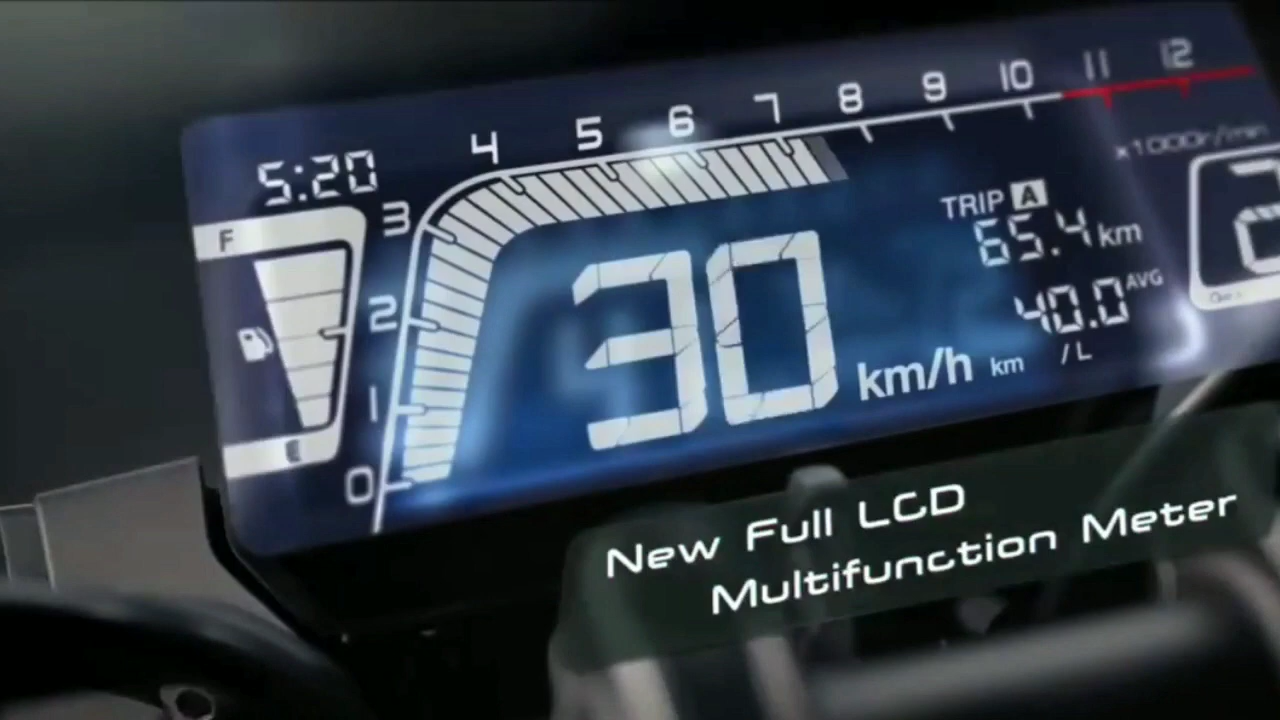 4 5 6 7 8 9 10 11 12
5:20
x1000r/min
3
F
TRIP A
65.4 km
2
40.0 AVG
30 km/h km /L
1
E
0
New Full LCD
Multifunction Meter